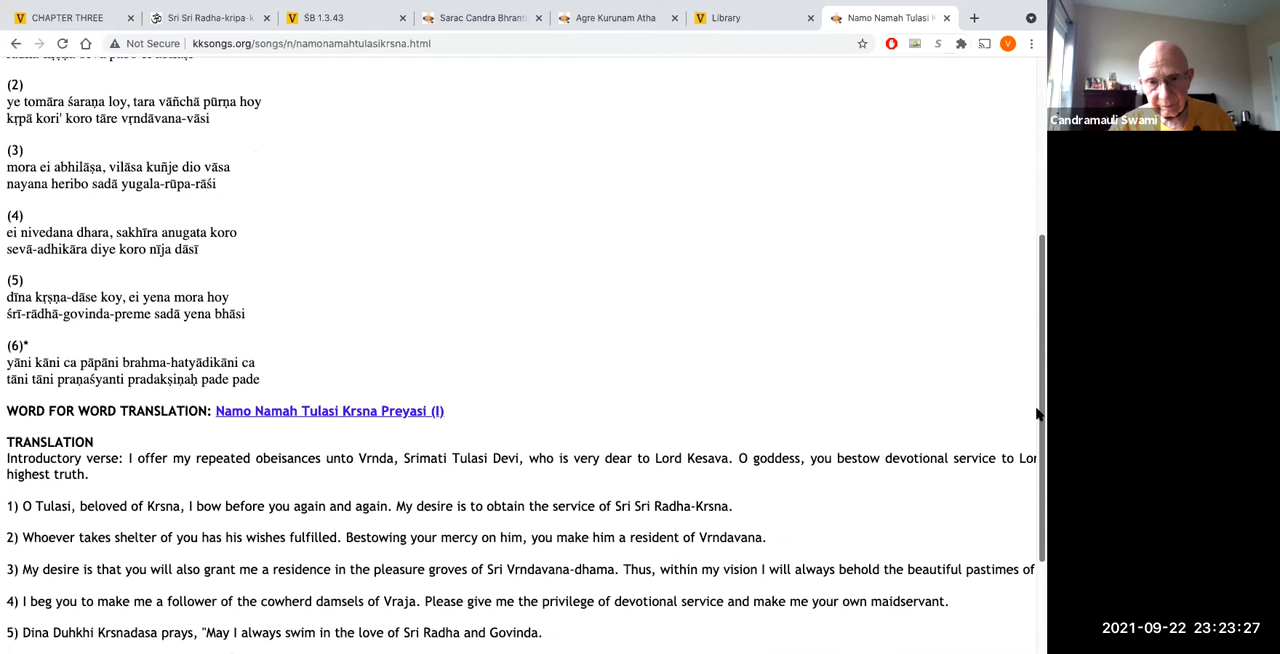 CHAPTER THREE
Sri Sri Radha-kripa-k
ŚB 1.3.43
Sarac Candra Bhranti
Agre Kurunam Atha
Library
Namo Namah Tulasi K
Not Secure | kksongs.org/songs/n/namonamahtulasikrsna.html
(2)
ye tomāra śaraṇa loy, tara vāñchā pūrṇa hoy
kṛpā kori' koro tāre vṛndāvana-vāsi
(3)
mora ei abhilāṣa, vilāsa kuñje dio vāsa
nayana heribo sadā yugala-rūpa-rāśi
(4)
ei nivedana dhara, sakhīra anugata koro
sevā-adhikāra diye koro nīja dāsī
(5)
dīna kṛṣṇa-dāse koy, ei yena mora hoy
śrī-rādhā-govinda-preme sadā yena bhāsi
(6)*
yāni kāni ca pāpāni brahma-hatyādikāni ca
tāni tāni praṇaśyanti pradakṣiṇaḥ pade pade
WORD FOR WORD TRANSLATION: Namo Namah Tulasi Krsna Preyasi (I)
TRANSLATION
Introductory verse: I offer my repeated obeisances unto Vrnda, Srimati Tulasi Devi, who is very dear to Lord Kesava. O goddess, you bestow devotional service to Lor
highest truth.
1) O Tulasi, beloved of Krsna, I bow before you again and again. My desire is to obtain the service of Sri Sri Radha-Krsna.
2) Whoever takes shelter of you has his wishes fulfilled. Bestowing your mercy on him, you make him a resident of Vrndavana.
3) My desire is that you will also grant me a residence in the pleasure groves of Sri Vrndavana-dhama. Thus, within my vision I will always behold the beautiful pastimes of
4) I beg you to make me a follower of the cowherd damsels of Vraja. Please give me the privilege of devotional service and make me your own maidservant.
5) Dina Duhkhi Krsnadasa prays, "May I always swim in the love of Sri Radha and Govinda.
Candramauli Swami
2021-09-22 23:23:27